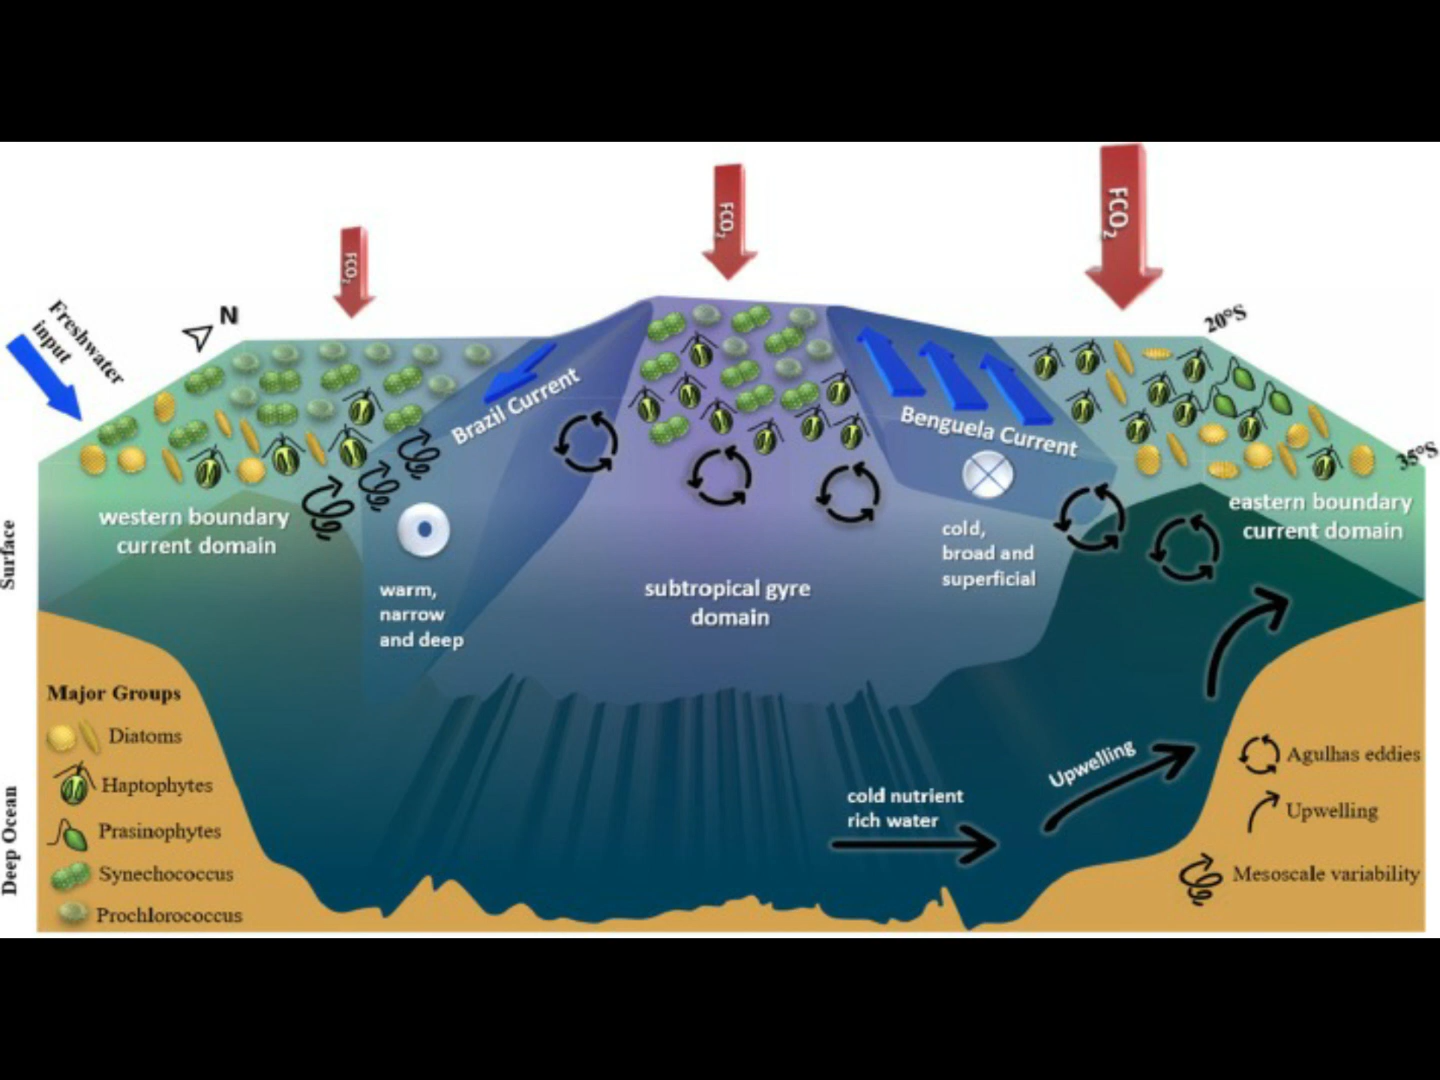 FCO2
FCO2
FCO2
Freshwater
input
N
20°S
35°S
Brazil Current
Benguela Current
western boundary
current domain
eastern boundary
current domain
warm,
narrow
and deep
cold,
broad and
superficial
subtropical gyre
domain
Surface
Deep Ocean
Upwelling
cold nutrient
rich water
Major Groups
Diatoms
Haptophytes
Prasinophytes
Synechococcus
Prochlorococcus
Agulhas eddies
Upwelling
Mesoscale variability